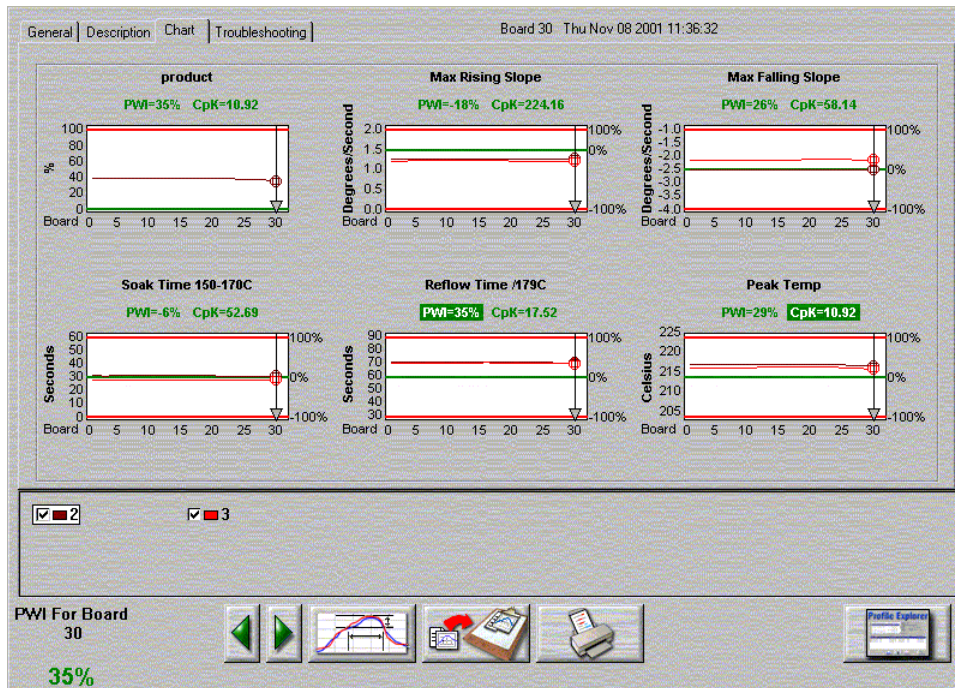 General Description Chart Troubleshooting Board 30 Thu Nov 08 2001 11:36:32
product
PWI=35% CpK=10.92
%
100
80
60
40
20
0
Board 0 5 10 15 20 25 30
Max Rising Slope
PWI=-18% CpK=224.16
Degrees/Second
2.0
1.5
1.0
0.5
0.0
100%
0%
-100%
Board 0 5 10 15 20 25 30
Max Falling Slope
PWI=26% CpK=58.14
Degrees/Second
-1.0
-1.5
-2.0
-2.5
-3.0
-3.5
-4.0
100%
0%
-100%
Board 0 5 10 15 20 25 30
Soak Time 150-170C
PWI=-6% CpK=52.69
Seconds
60
50
40
30
20
10
0
100%
0%
-100%
Board 0 5 10 15 20 25 30
Reflow Time /179C
PWI=35% CpK=17.52
Seconds
90
80
70
60
50
40
30
100%
0%
-100%
Board 0 5 10 15 20 25 30
Peak Temp
PWI=29% CpK=10.92
Celsius
225
220
215
210
205
100%
0%
-100%
Board 0 5 10 15 20 25 30
2 3
PWI For Board
30
35%
Profile Explorer